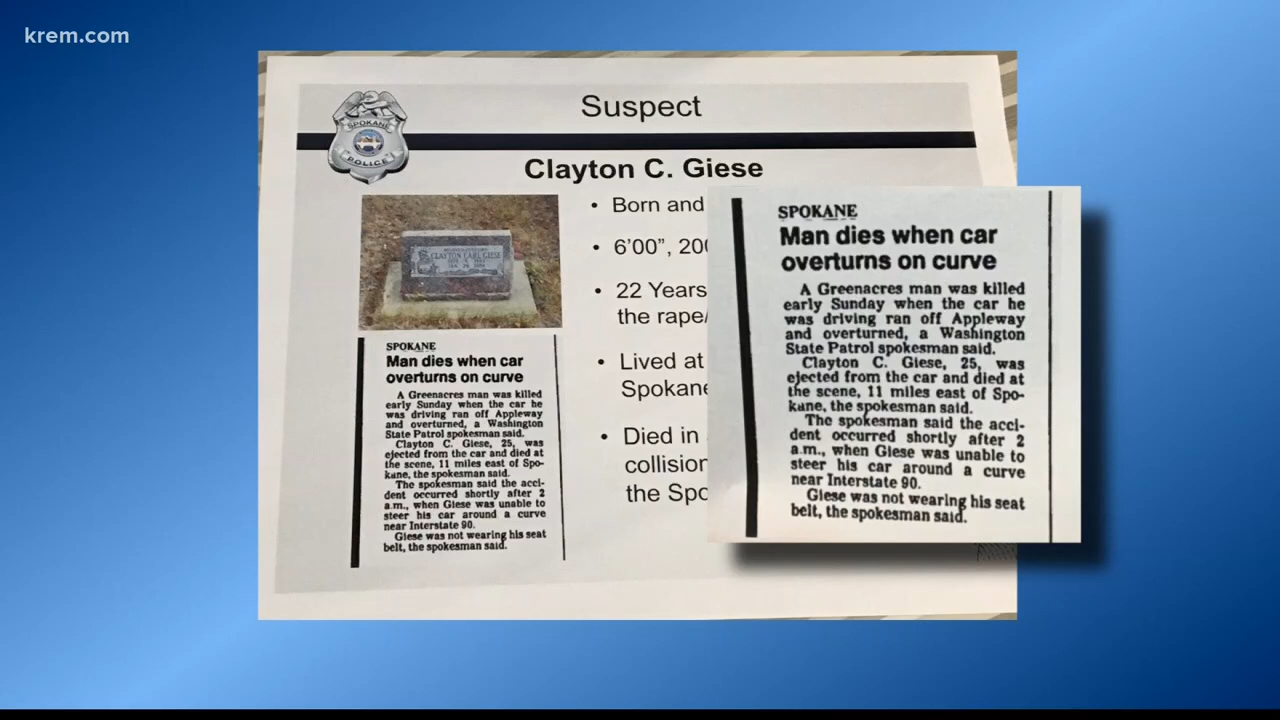 krem.com
Suspect
SPOKANE
POLICE
Clayton C. Giese
CLAYTON EARL GIESE
• Born and
• 6'00", 200
• 22 Years
the rape/
• Lived at
Spokane
• Died in
collision
the Spo
SPOKANE
Man dies when car
overturns on curve
A Greenacres man was killed
early Sunday when the car he
was driving ran off Appleway
and overturned, a Washington
State Patrol spokesman said.
Clayton C. Giese, 25, was
ejected from the car and died at
the scene, 11 miles east of Spo-
kane, the spokesman said.
The spokesman said the acci-
dent occurred shortly after 2
a.m., when Giese was unable to
steer his car around a curve
near Interstate 90.
Giese was not wearing his seat
belt, the spokesman said.
SPOKANE
Man dies when car
overturns on curve
A Greenacres man was killed
early Sunday when the car he
was driving ran off Appleway
and overturned, a Washington
State Patrol spokesman said.
Clayton C. Giese, 25, was
ejected from the car and died at
the scene, 11 miles east of Spo-
kane, the spokesman said.
The spokesman said the acci-
dent occurred shortly after 2
a.m., when Giese was unable to
steer his car around a curve
near Interstate 90.
Giese was not wearing his seat
belt, the spokesman said.